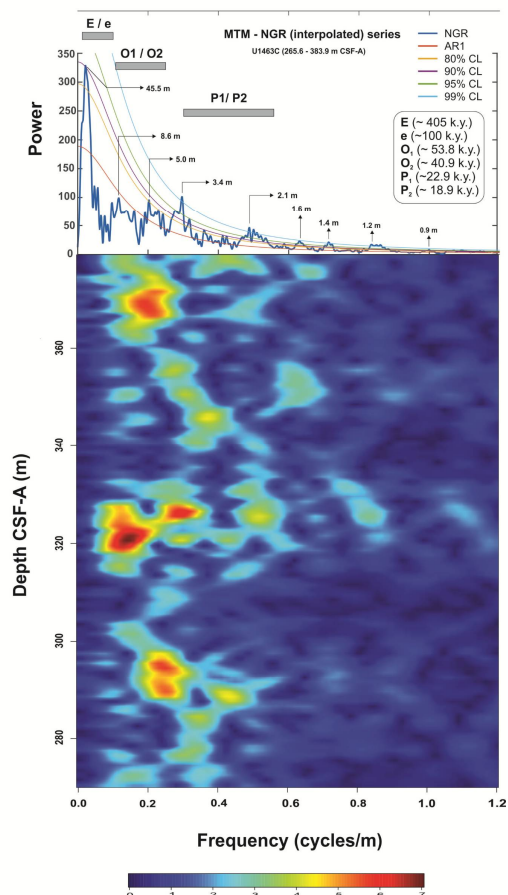 E / e
MTM - NGR (interpolated) series
U1463C (265.6 - 383.9 m CSF-A)
NGR
AR1
80% CL
90% CL
95% CL
99% CL
O1 / O2
P1/ P2
E (~ 405 k.y.)
e (~100 k.y.)
O₁ (~ 53.8 k.y.)
O₂ (~ 40.9 k.y.)
P₁ (~22.9 k.y.)
P₂ (~ 18.9 k.y.)
Power
350
300
250
200
150
100
50
0
45.5 m
8.6 m
5.0 m
3.4 m
2.1 m
1.6 m
1.4 m
1.2 m
0.9 m
Depth CSF-A (m)
360
340
320
300
280
0.0 0.2 0.4 0.6 0.8 1.0 1.2
Frequency (cycles/m)
0 1 2 3 4 5 6 7